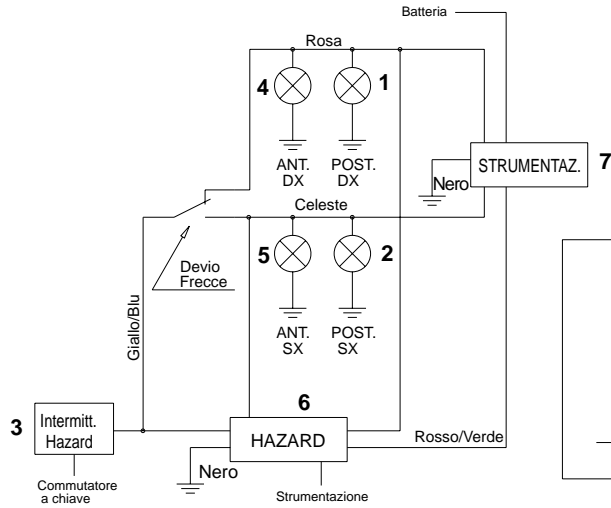 Batteria
Rosa
4
1
ANT.
DX
POST.
DX
STRUMENTAZ.
7
Nero
Celeste
Devio
Frecce
5
2
ANT.
SX
POST.
SX
Giallo/Blu
6
3
Intermitt.
Hazard
HAZARD
Rosso/Verde
Nero
Commutatore
a chiave
Strumentazione